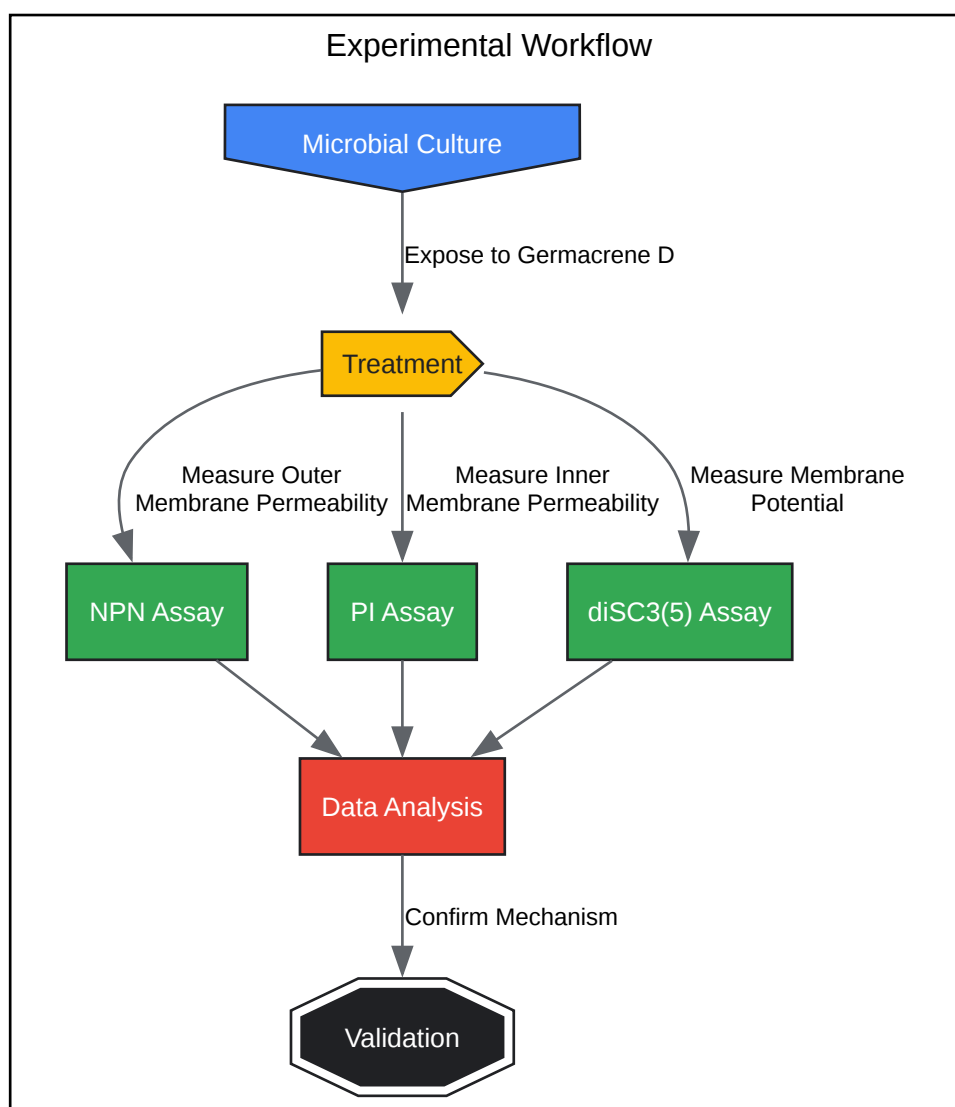 Experimental Workflow
Microbial Culture
Expose to Germacrene D
Treatment
Measure Outer
Membrane Permeability
Measure Inner
Membrane Permeability
Measure Membrane
Potential
NPN Assay
PI Assay
diSC3(5) Assay
Data Analysis
Confirm Mechanism
Validation